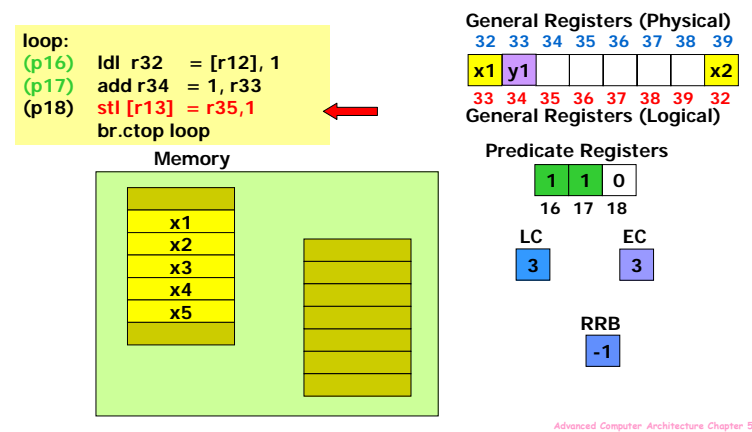 loop:
(p16) ldl r32 = [r12], 1
(p17) add r34 = 1, r33
(p18) stl [r13] = r35,1
br.ctop loop
General Registers (Physical)
32 33 34 35 36 37 38 39
x1 y1 x2
33 34 35 36 37 38 39 32
General Registers (Logical)
Memory
x1
x2
x3
x4
x5
Predicate Registers
1 1 0
16 17 18
LC EC
3 3
RRB
-1
Advanced Computer Architecture Chapter 5